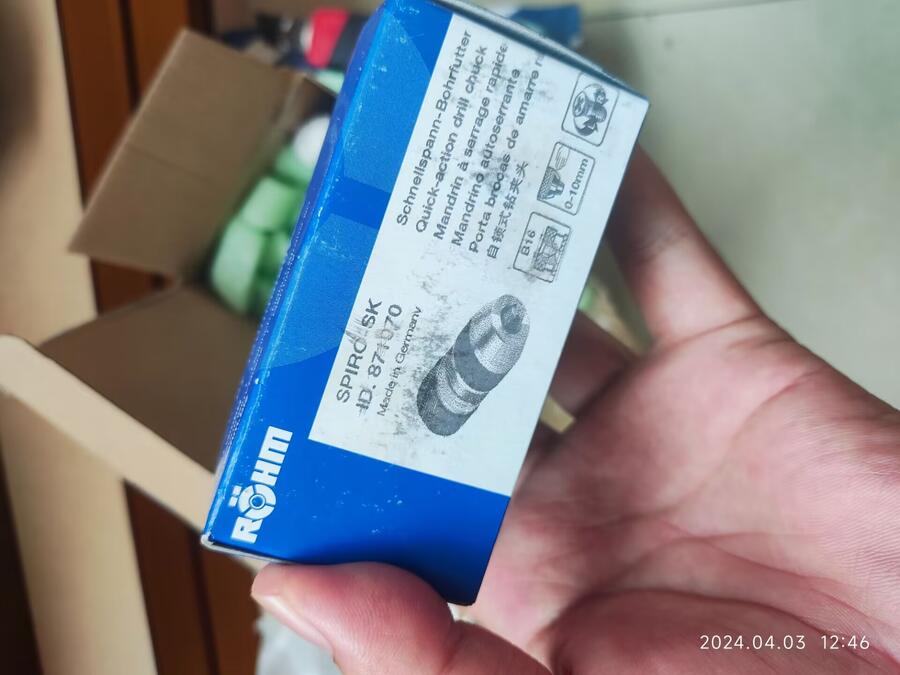 Schnellspann-Bohrfutter
Quick-action drill chuck
Mandrin à serrage rapide
Mandrino autoserrante
Porta brocas de amarre
自锁式钻夹头
B16
0-10mm
SPIRO-SK
ID. 871070
Made in Germany
RÖHM
2024.04.03 12:46